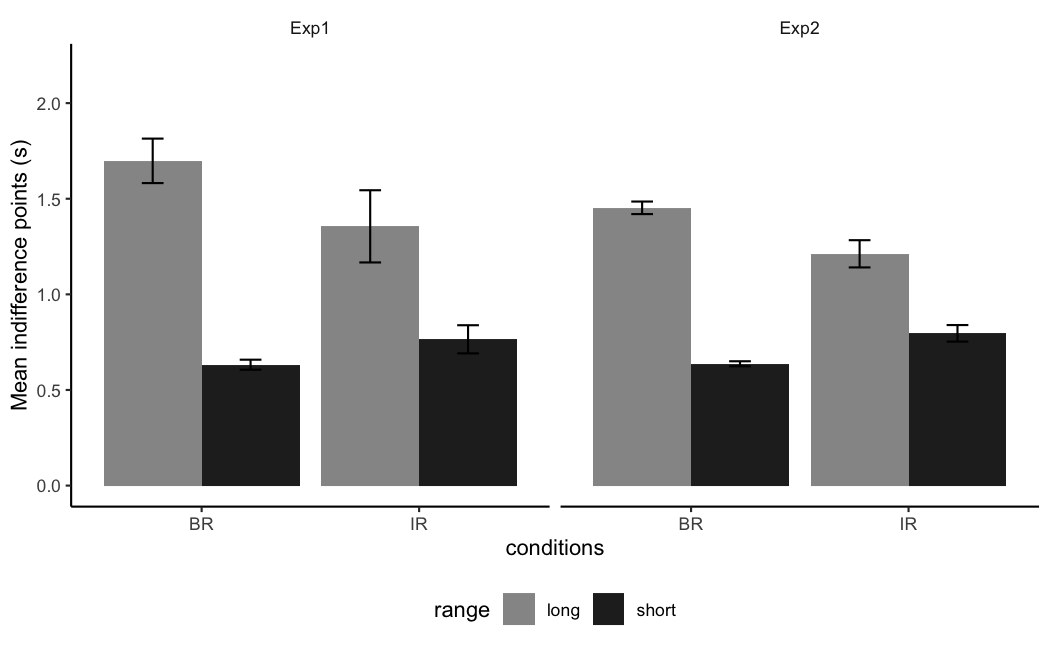 Exp1
Exp2
Mean indifference points (s)
2.0
1.5
1.0
0.5
0.0
BR
IR
BR
IR
conditions
range
long
short